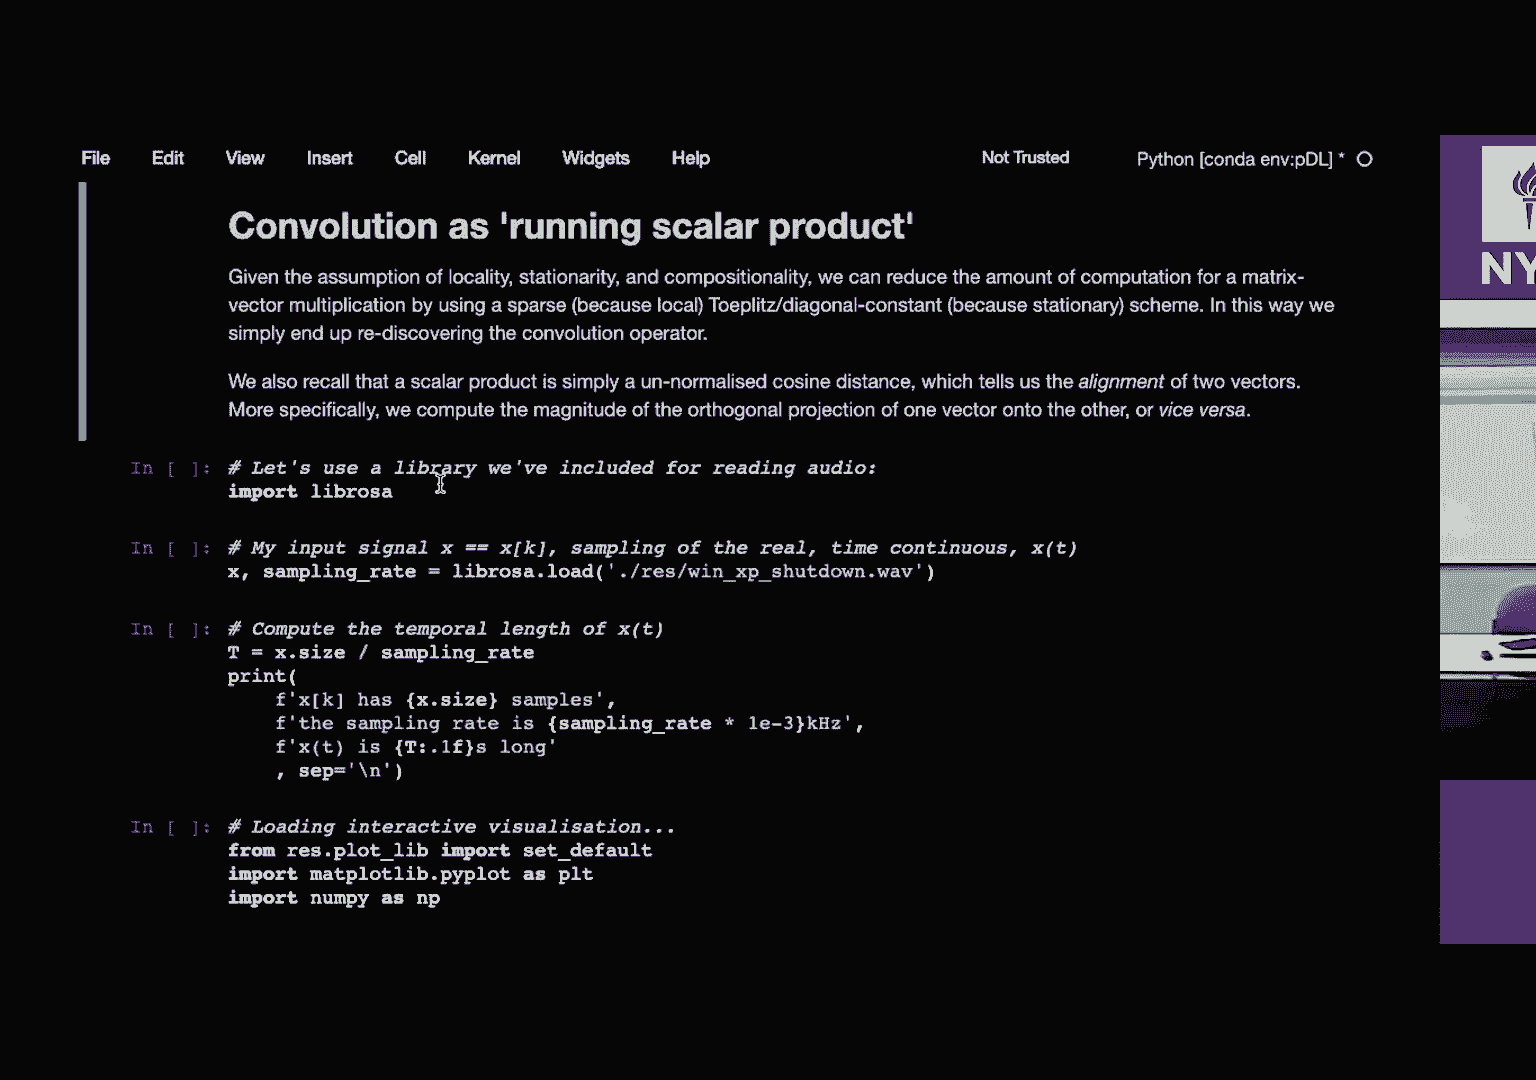 File Edit View Insert Cell Kernel Widgets Help Not Trusted Python [conda env:pDL] *
NY
Convolution as 'running scalar product'
Given the assumption of locality, stationarity, and compositionality, we can reduce the amount of computation for a matrix-
vector multiplication by using a sparse (because local) Toeplitz/diagonal-constant (because stationary) scheme. In this way we
simply end up re-discovering the convolution operator.
We also recall that a scalar product is simply a un-normalised cosine distance, which tells us the alignment of two vectors.
More specifically, we compute the magnitude of the orthogonal projection of one vector onto the other, or vice versa.
In [ ]: # Let's use a library we've included for reading audio:
import librosa
In [ ]: # My input signal x == x[k], sampling of the real, time continuous, x(t)
x, sampling_rate = librosa.load('./res/win_xp_shutdown.wav')
In [ ]: # Compute the temporal length of x(t)
T = x.size / sampling_rate
print(
    f'x[k] has {x.size} samples',
    f'the sampling rate is {sampling_rate * 1e-3}kHz',
    f'x(t) is {T:.1f}s long'
    , sep='\n')
In [ ]: # Loading interactive visualisation...
from res.plot_lib import set_default
import matplotlib.pyplot as plt
import numpy as np